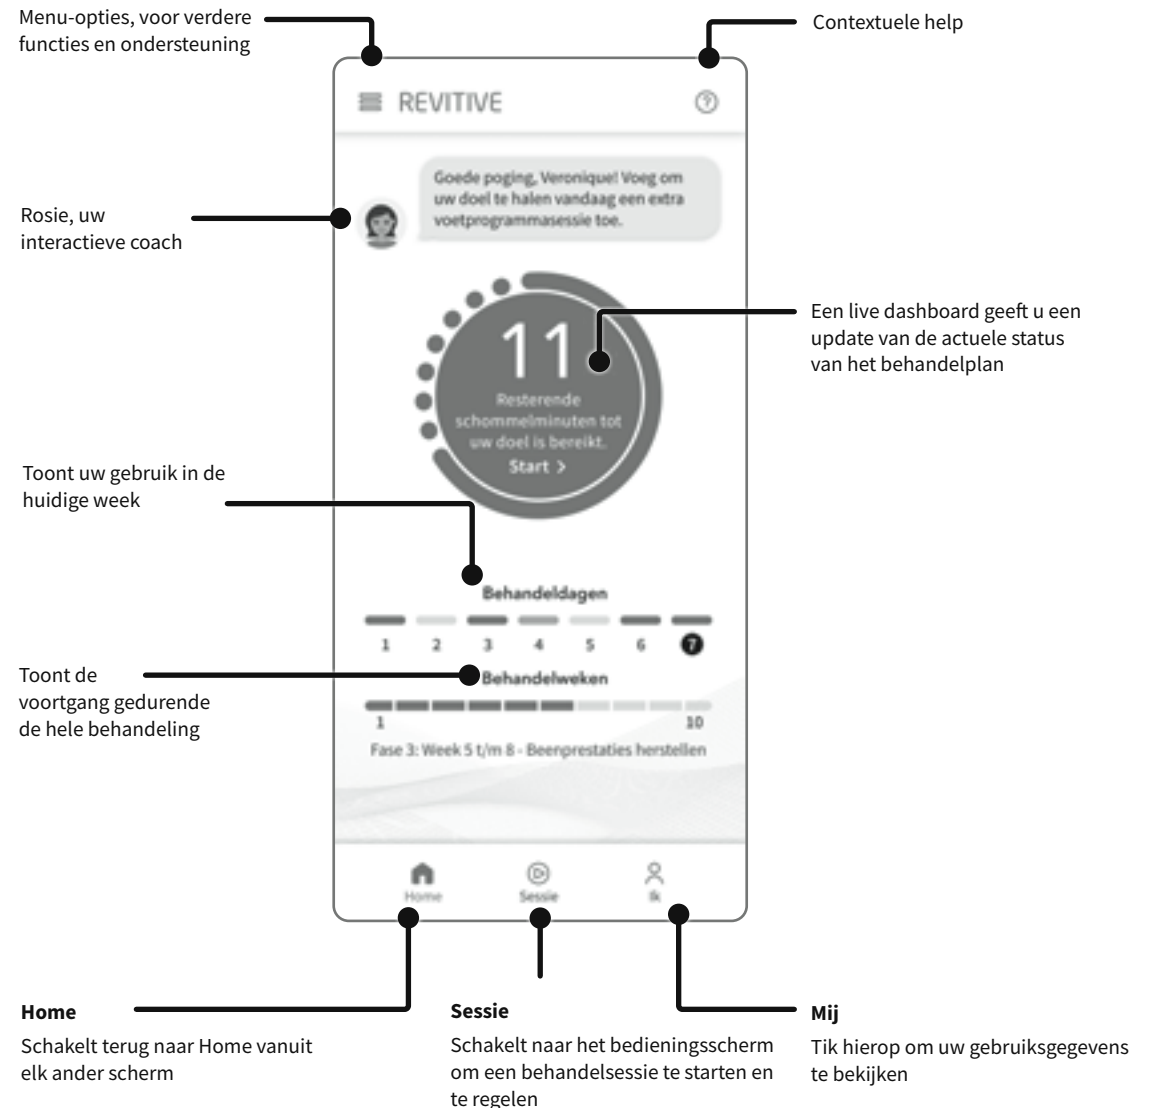 Menu-opties, voor verdere
functies en ondersteuning
Contextuele help
REVITIVE
Goede poging, Veronique! Voeg om
uw doel te halen vandaag een extra
voetprogrammasessie toe.
Rosie, uw
interactieve coach
11
Resterende
schommelminuten tot
uw doel is bereikt.
Start >
Een live dashboard geeft u een
update van de actuele status
van het behandelplan
Toont uw gebruik in de
huidige week
Behandeldagen
1 2 3 4 5 6 7
Toont de
voortgang gedurende
de hele behandeling
Behandelweken
1 10
Fase 3: Week 5 t/m 8 - Beenprestaties herstellen
Home Sessie Ik
Home
Schakelt terug naar Home vanuit
elk ander scherm
Sessie
Schakelt naar het bedieningsscherm
om een behandelsessie te starten en
te regelen
Mij
Tik hierop om uw gebruiksgegevens
te bekijken